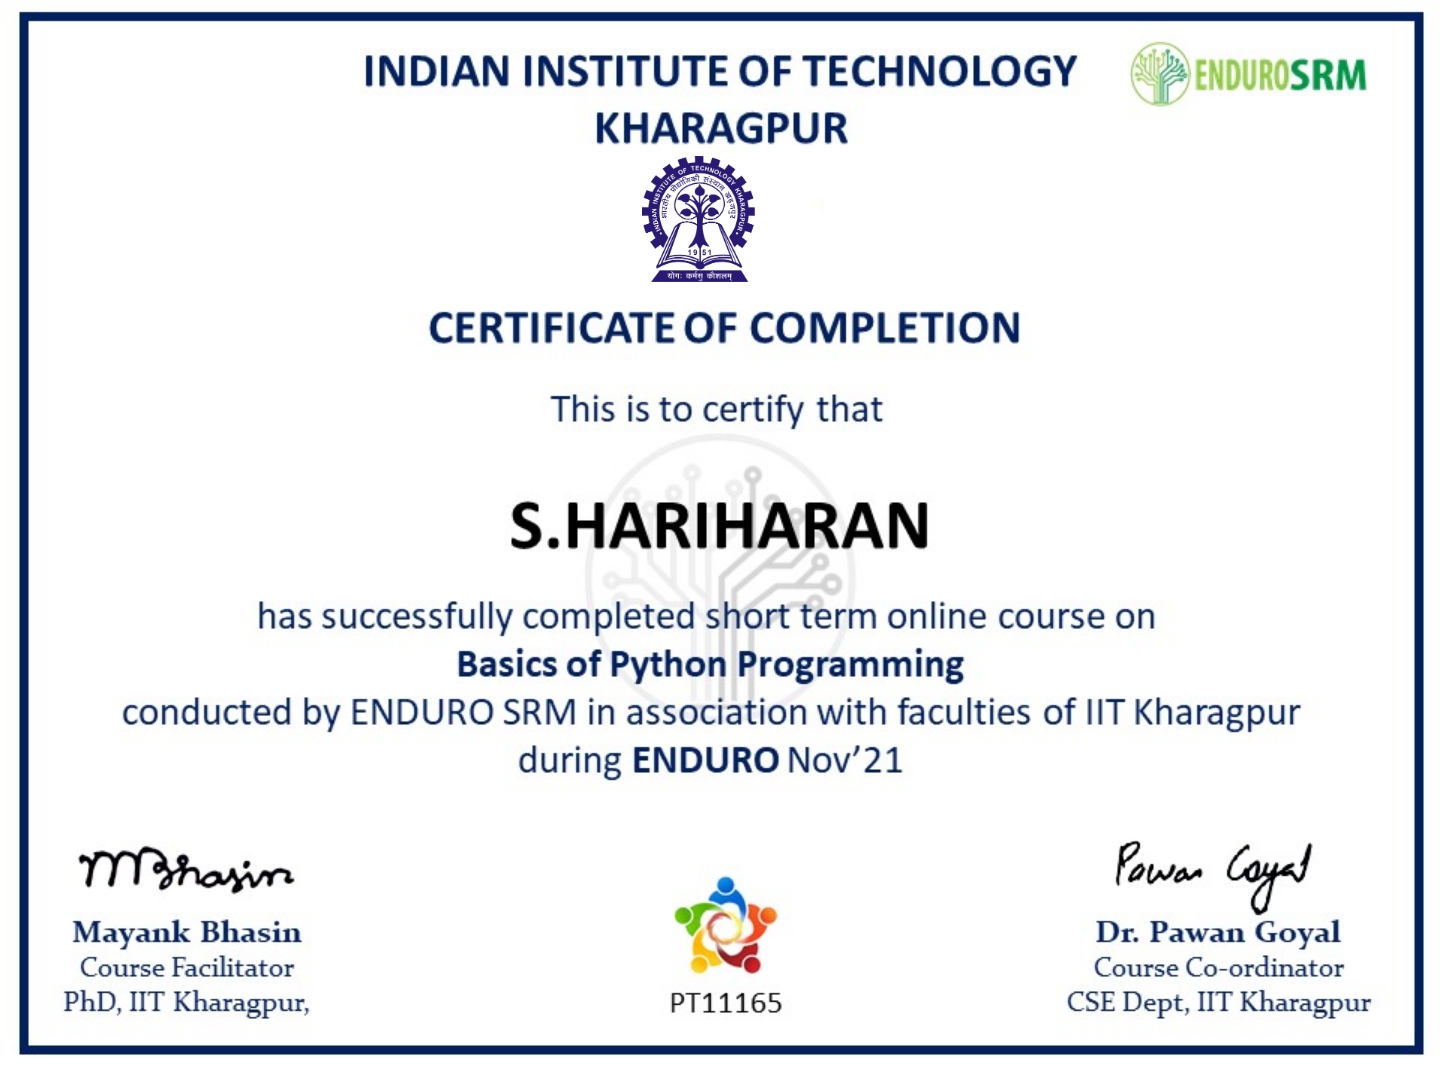 INDIAN INSTITUTE OF TECHNOLOGY
KHARAGPUR
ENDUROSRM
INDIAN INSTITUTE OF TECHNOLOGY KHARAGPUR
भारतीय प्रौद्योगिकी संस्थान खड़गपुर
1951
योगः कर्मसु कौशलम्
CERTIFICATE OF COMPLETION
This is to certify that
S.HARIHARAN
has successfully completed short term online course on
Basics of Python Programming
conducted by ENDURO SRM in association with faculties of IIT Kharagpur
during ENDURO Nov’21
MBhasin
Mayank Bhasin
Course Facilitator
PhD, IIT Kharagpur,
PT11165
Pawan Goyal
Dr. Pawan Goyal
Course Co-ordinator
CSE Dept, IIT Kharagpur